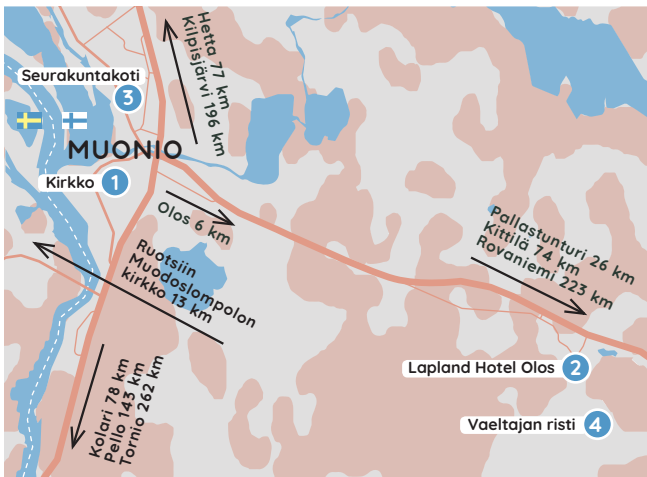 Hetta 77 km
Kilpisjärvi 196 km
Seurakuntakoti
3
MUONIO
Kirkko 1
Olos 6 km
Pallastunturi 26 km
Kittilä 74 km
Rovaniemi 223 km
Ruotsiin
Muodoslompolon
kirkko 13 km
Kolari 78 km
Pello 143 km
Tornio 262 km
Lapland Hotel Olos 2
Vaeltajan risti 4